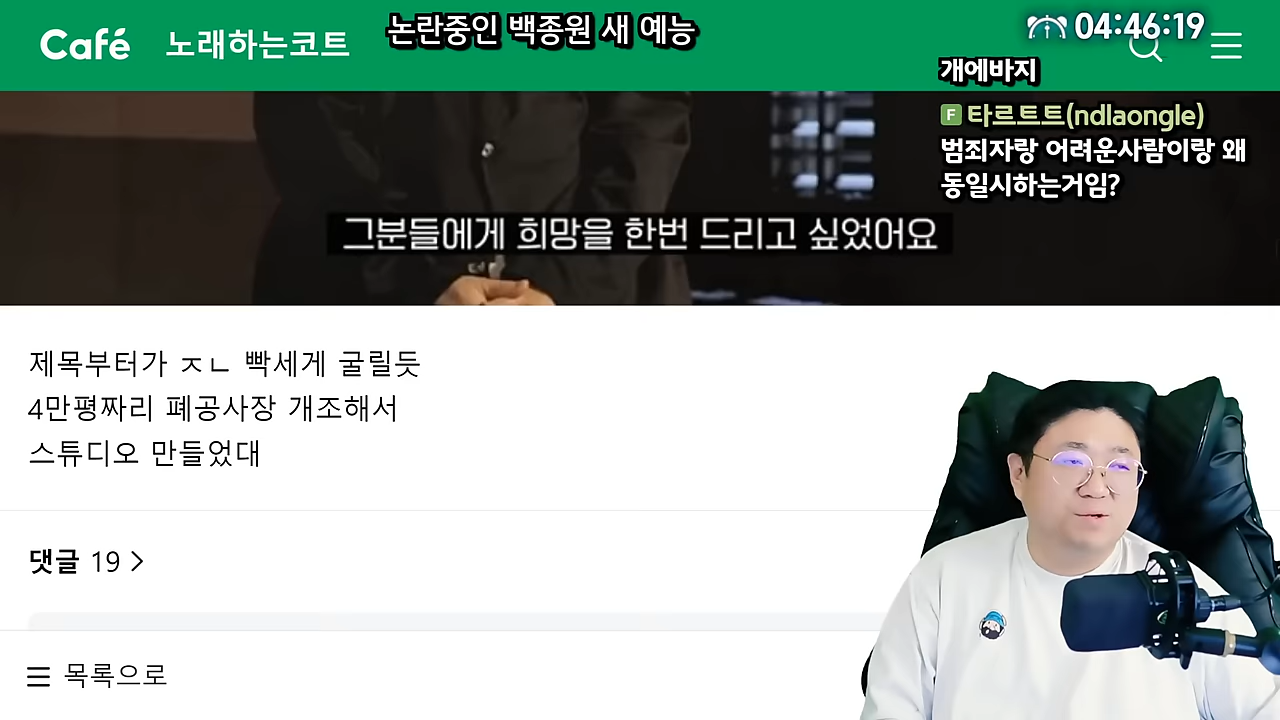 Café 노래하는코트
논란중인 백종원 새 예능
04:46:19
개에바지
F 타르트트(ndlaongle)
범죄자랑 어려운사람이랑 왜
동일시하는거임?
그분들에게 희망을 한번 드리고 싶었어요
제목부터가 ㅈㄴ 빡세게 굴릴듯
4만평짜리 폐공사장 개조해서
스튜디오 만들었대
댓글 19
목록으로